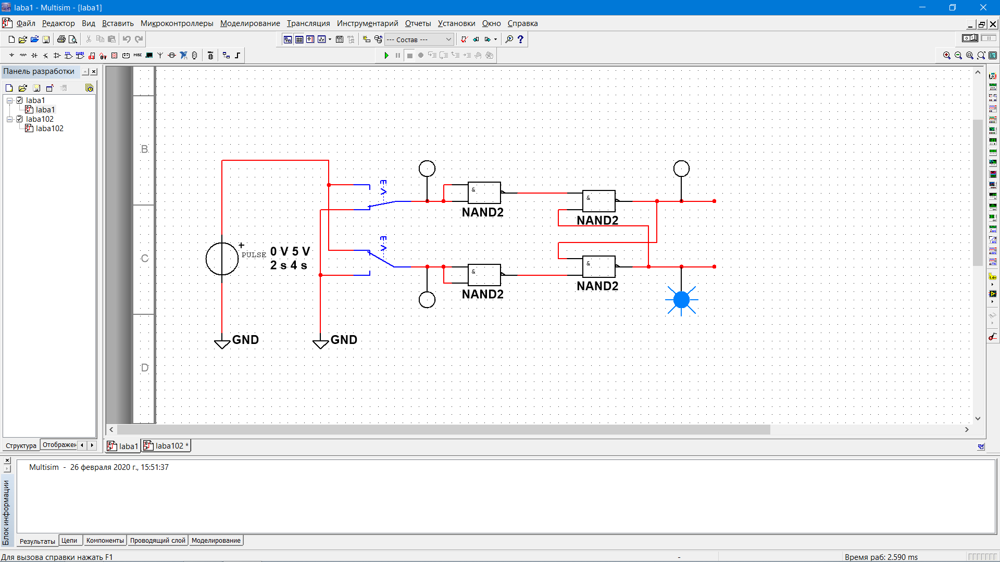 laba1 - Multisim - [laba1]
Файл Редактор Вид Вставить Микроконтроллеры Моделирование Трансляция Инструментарий Отчеты Установки Окно Справка
--- Состав ---
MISC
Панель разработки
laba1
laba1
laba102
laba102
B
C
D
PULSE
0 V 5 V
2 s 4 s
GND
GND
&
NAND2
&
NAND2
&
NAND2
&
NAND2
Структура Отображен
laba1 laba102 *
Multisim - 26 февраля 2020 г., 15:51:37
Блок информации
Результаты Цепи Компоненты Проводящий слой Моделирование
Для вызова справки нажать F1
-
Время раб: 2.590 ms